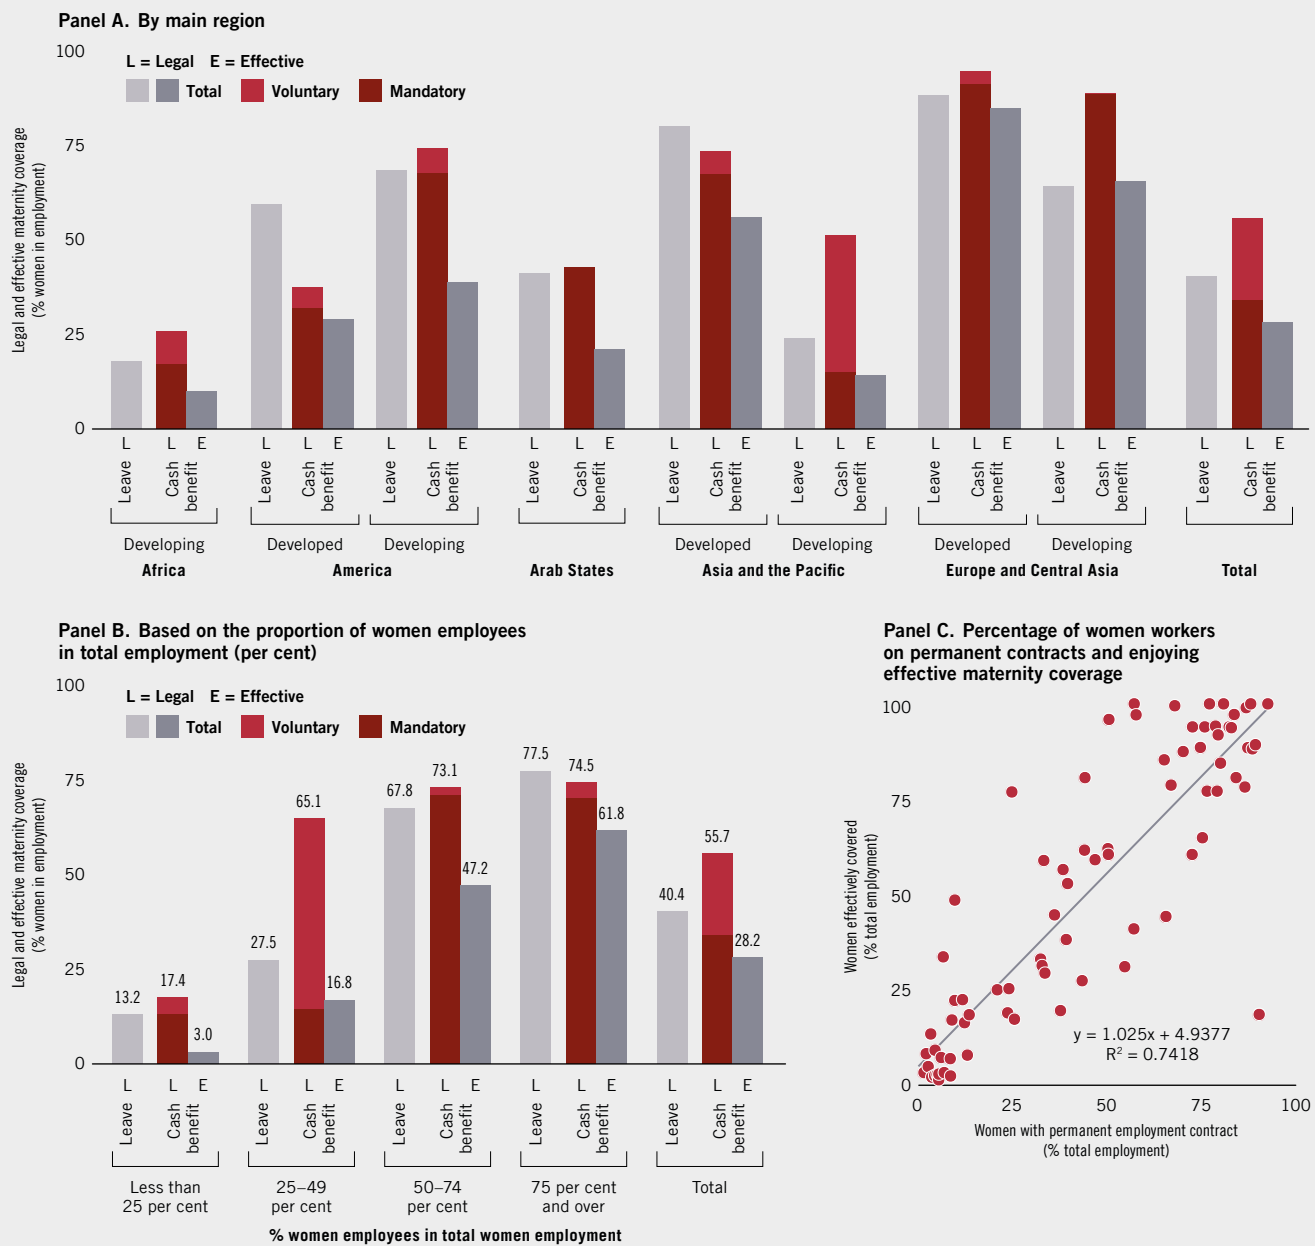 Panel A. By main region
100
75
50
25
0
Legal and effective maternity coverage
(% women in employment)
L = Legal E = Effective
Total Voluntary Mandatory
L L E L L E L L E L L E L L E L L E L L E L L E L L E
Leave Cash benefit Leave Cash benefit Leave Cash benefit Leave Cash benefit Leave Cash benefit Leave Cash benefit Leave Cash benefit Leave Cash benefit Leave Cash benefit
Developing Developed Developing Developed Developing Developed Developing
Africa America Arab States Asia and the Pacific Europe and Central Asia Total
Panel B. Based on the proportion of women employees
in total employment (per cent)
100
75
50
25
0
Legal and effective maternity coverage
(% women in employment)
L = Legal E = Effective
Total Voluntary Mandatory
13.2 17.4 3.0
27.5 65.1 16.8
67.8 73.1 47.2
77.5 74.5 61.8
40.4 55.7 28.2
L L E L L E L L E L L E L L E
Leave Cash benefit Leave Cash benefit Leave Cash benefit Leave Cash benefit Leave Cash benefit
Less than 25–49 50–74 75 per cent Total
25 per cent per cent per cent and over
% women employees in total women employment
Panel C. Percentage of women workers
on permanent contracts and enjoying
effective maternity coverage
100
75
50
25
0
Women effectively covered
(% total employment)
y = 1.025x + 4.9377
R² = 0.7418
0 25 50 75 100
Women with permanent employment contract
(% total employment)